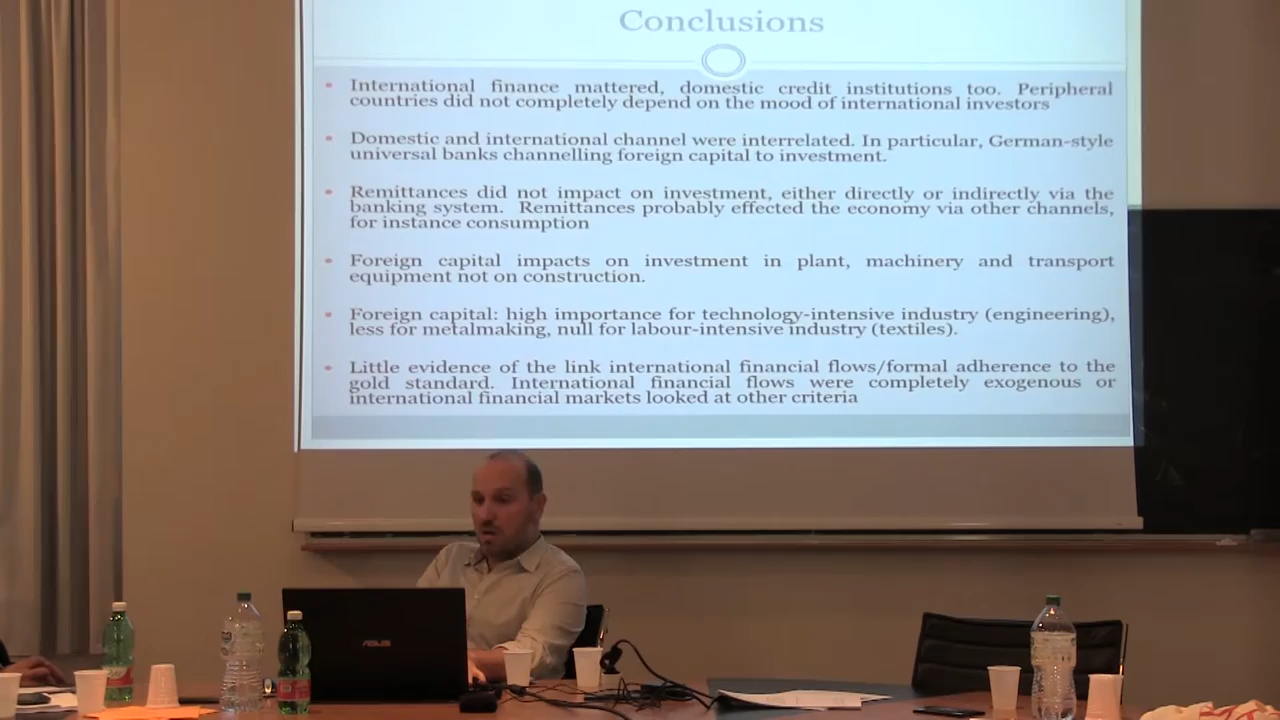 Conclusions
International finance mattered, domestic credit institutions too. Peripheral
countries did not completely depend on the mood of international investors
Domestic and international channel were interrelated. In particular, German-style
universal banks channelling foreign capital to investment.
Remittances did not impact on investment, either directly or indirectly via the
banking system. Remittances probably effected the economy via other channels,
for instance consumption
Foreign capital impacts on investment in plant, machinery and transport
equipment not on construction.
Foreign capital: high importance for technology-intensive industry (engineering),
less for metalmaking, null for labour-intensive industry (textiles).
Little evidence of the link international financial flows/formal adherence to the
gold standard. International financial flows were completely exogenous or
international financial markets looked at other criteria
ASUS